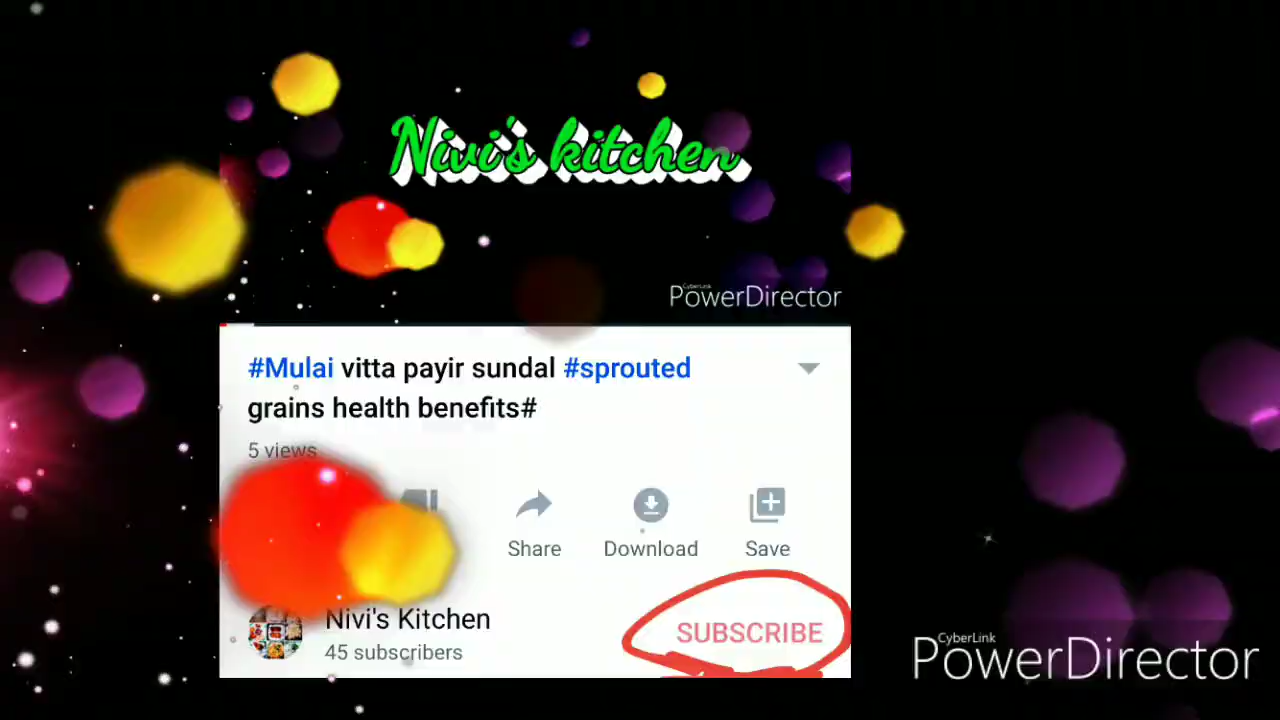 Nivi's kitchen
CyberLink
PowerDirector
#Mulai vitta payir sundal #sprouted
grains health benefits#
5 views
Share Download Save
Nivi's Kitchen
45 subscribers
SUBSCRIBE
CyberLink
PowerDirector